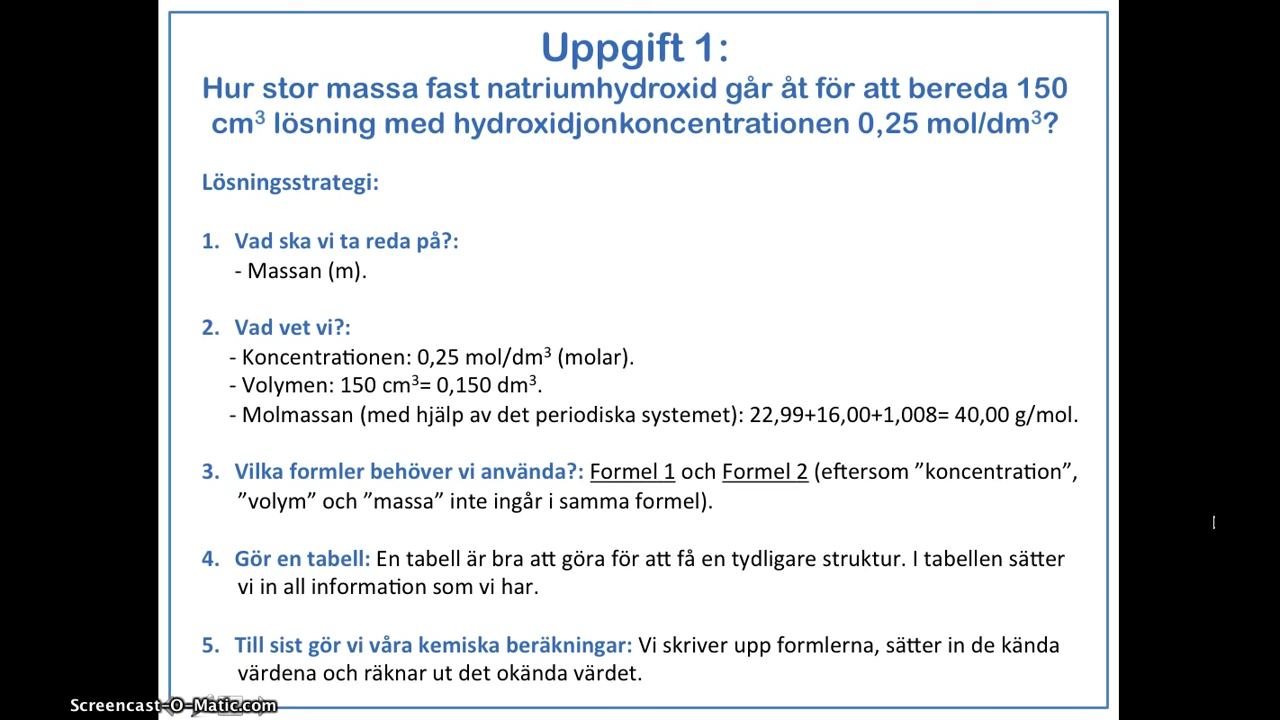 Uppgift 1:
Hur stor massa fast natriumhydroxid går åt för att bereda 150
cm³ lösning med hydroxidjonkoncentrationen 0,25 mol/dm³?
Lösningsstrategi:
1. Vad ska vi ta reda på?:
- Massan (m).
2. Vad vet vi?:
- Koncentrationen: 0,25 mol/dm³ (molar).
- Volymen: 150 cm³= 0,150 dm³.
- Molmassan (med hjälp av det periodiska systemet): 22,99+16,00+1,008= 40,00 g/mol.
3. Vilka formler behöver vi använda?: Formel 1 och Formel 2 (eftersom ”koncentration”,
”volym” och ”massa” inte ingår i samma formel).
4. Gör en tabell: En tabell är bra att göra för att få en tydligare struktur. I tabellen sätter
vi in all information som vi har.
5. Till sist gör vi våra kemiska beräkningar: Vi skriver upp formlerna, sätter in de kända
värdena och räknar ut det okända värdet.
Screencast-O-Matic.com